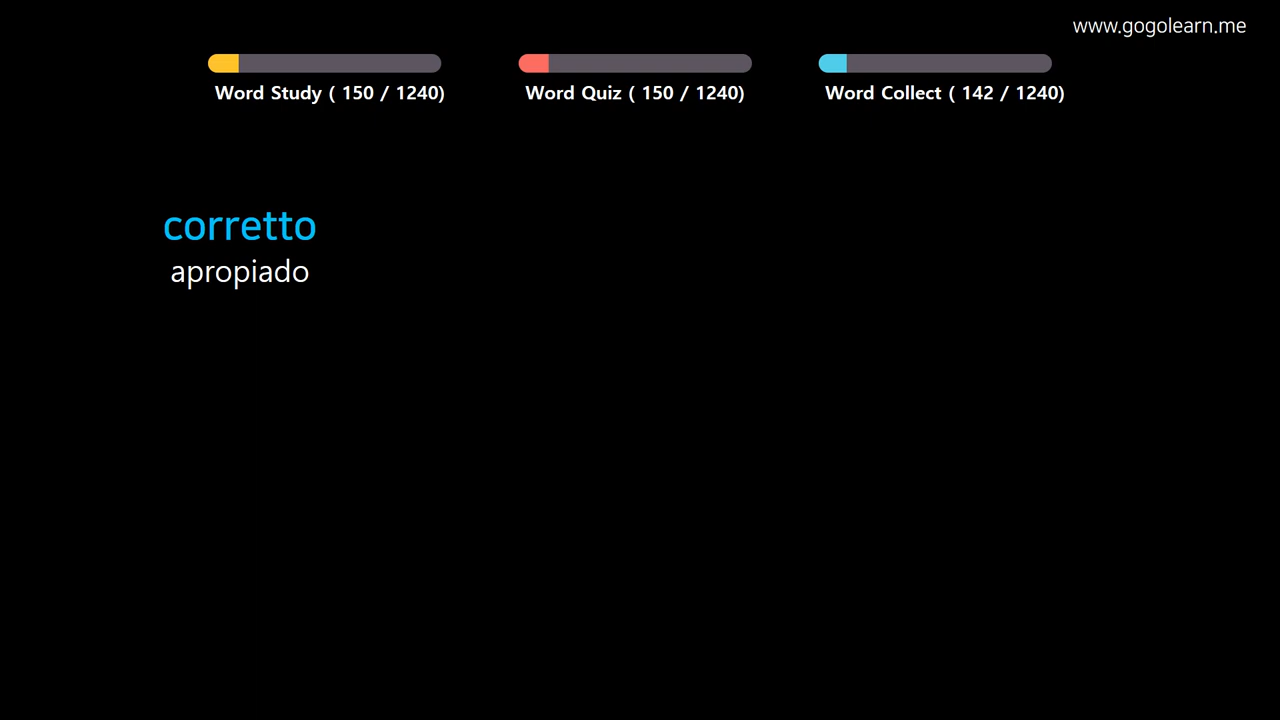 www.gogolearn.me
Word Study ( 150 / 1240)
Word Quiz ( 150 / 1240)
Word Collect ( 142 / 1240)
corretto
apropiado